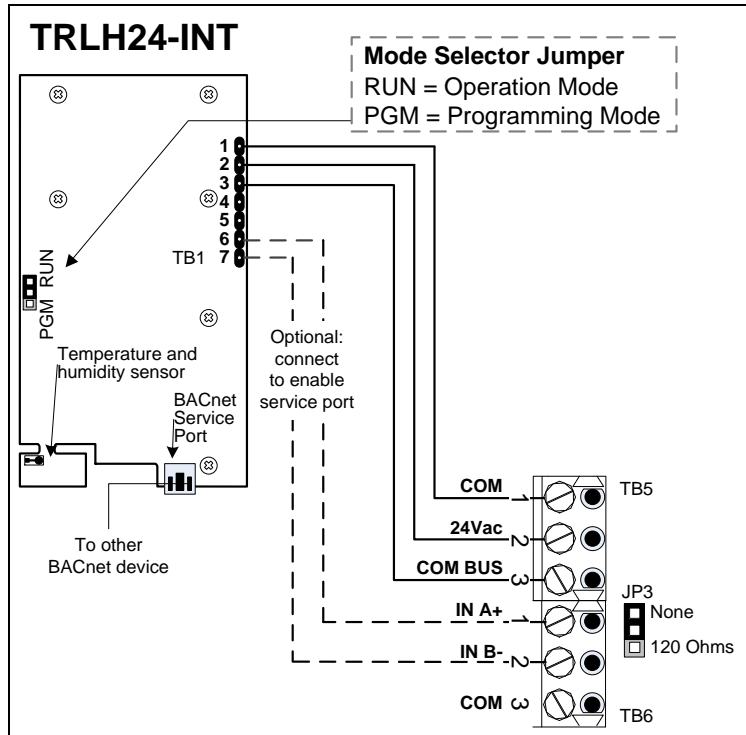 TRLH24-INT
Mode Selector Jumper
RUN = Operation Mode
PGM = Programming Mode
1
2
3
4
5
6
TB1 7
PGM RUN
Temperature and
humidity sensor
BACnet
Service
Port
Optional:
connect
to enable
service port
To other
BACnet device
COM 1 TB5
24Vac 2
COM BUS 3
JP3
None
120 Ohms
IN A+ 1
IN B- 2
COM 3 TB6